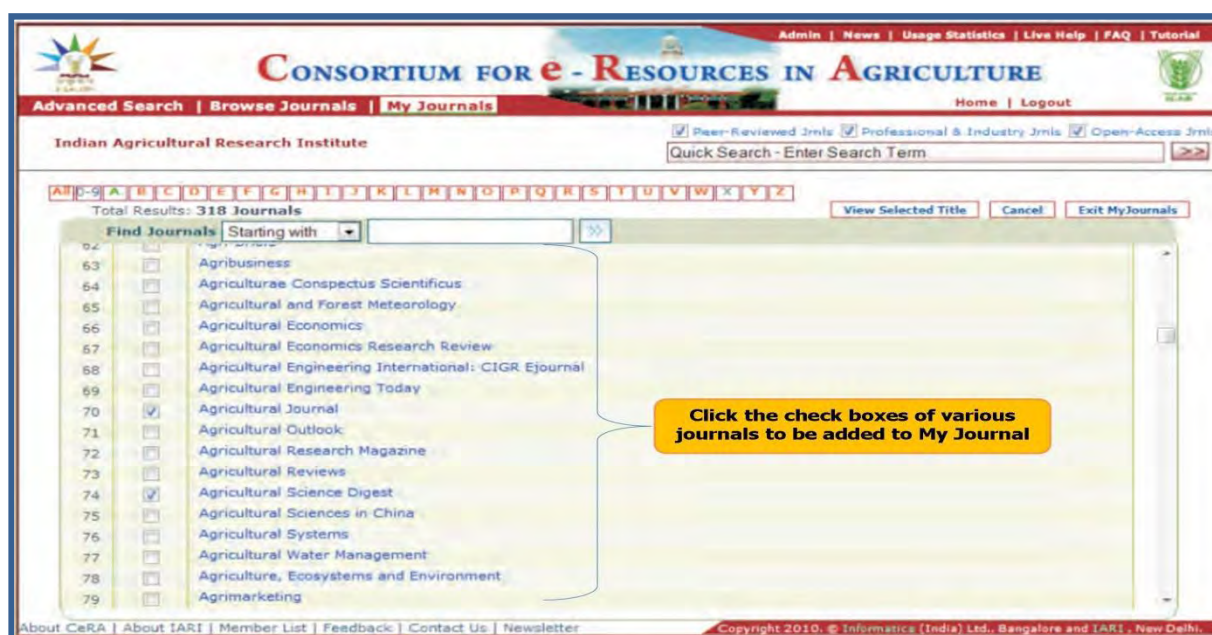 Admin | News | Usage Statistics | Live Help | FAQ | Tutorial
CONSORTIUM FOR e - RESOURCES IN AGRICULTURE
Advanced Search | Browse Journals | My Journals
Home | Logout
Indian Agricultural Research Institute
Peer-Reviewed Jrnls Professional & Industry Jrnls Open-Access Jrnl
Quick Search - Enter Search Term >>
All 0-9 A B C D E F G H I J K L M N O P Q R S T U V W X Y Z
Total Results: 318 Journals
View Selected Title Cancel Exit MyJournals
Find Journals Starting with >>
62
63 Agribusiness
64 Agriculturae Conspectus Scientificus
65 Agricultural and Forest Meteorology
66 Agricultural Economics
67 Agricultural Economics Research Review
68 Agricultural Engineering International: CIGR Ejournal
69 Agricultural Engineering Today
70 Agricultural Journal
71 Agricultural Outlook
72 Agricultural Research Magazine
73 Agricultural Reviews
74 Agricultural Science Digest
75 Agricultural Sciences in China
76 Agricultural Systems
77 Agricultural Water Management
78 Agriculture, Ecosystems and Environment
79 Agrimarketing
Click the check boxes of various
journals to be added to My Journal
About CeRA | About IARI | Member List | Feedback | Contact Us | Newsletter
Copyright 2010. © Informatics (India) Ltd., Bangalore and IARI , New Delhi.